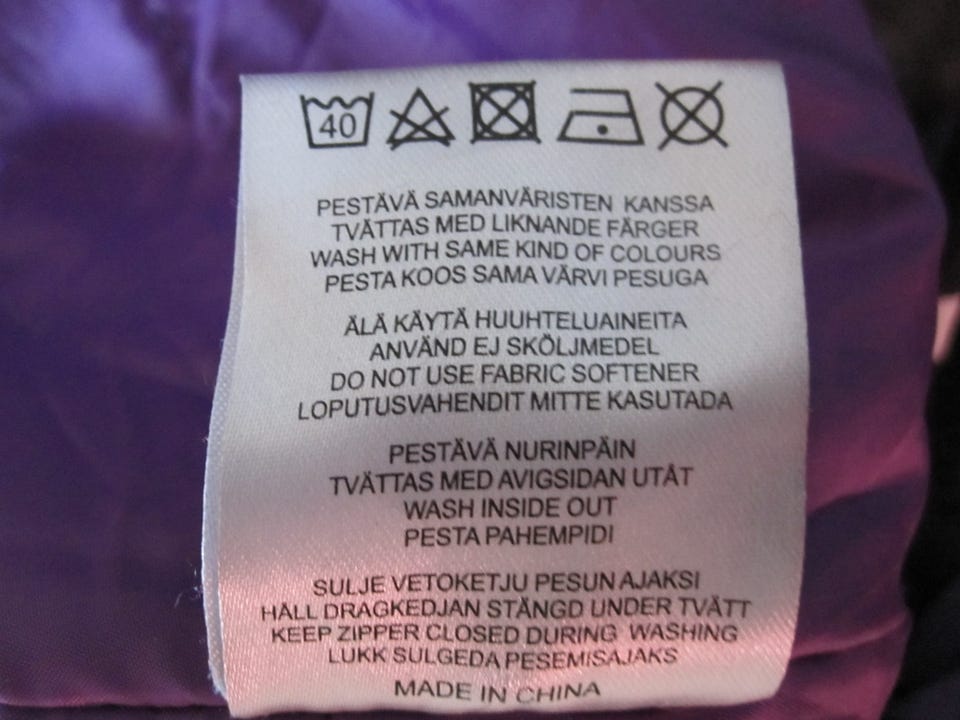 40
PESTÄVÄ SAMANVÄRISTEN KANSSA
TVÄTTAS MED LIKNANDE FÄRGER
WASH WITH SAME KIND OF COLOURS
PESTA KOOS SAMA VÄRVI PESUGA
ÄLÄ KÄYTÄ HUUHTELUAINEITA
ANVÄND EJ SKÖLJMEDEL
DO NOT USE FABRIC SOFTENER
LOPUTUSVAHENDIT MITTE KASUTADA
PESTÄVÄ NURINPÄIN
TVÄTTAS MED AVIGSIDAN UTÅT
WASH INSIDE OUT
PESTA PAHEMPIDI
SULJE VETOKETJU PESUN AJAKSI
HÅLL DRAGKEDJAN STÄNGD UNDER TVÄTT
KEEP ZIPPER CLOSED DURING WASHING
LUKK SULGEDA PESEMISAJAKS
MADE IN CHINA